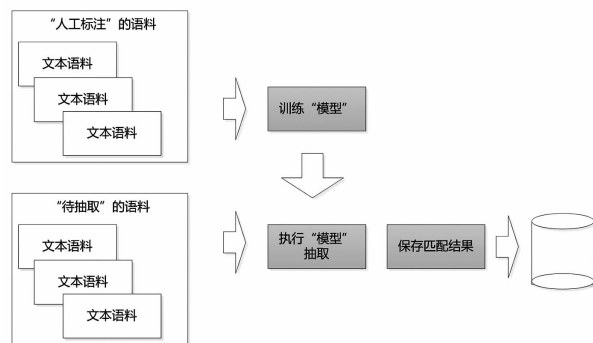 “人工标注”的语料
文本语料
文本语料
文本语料
训练“模型”
“待抽取”的语料
文本语料
文本语料
文本语料
执行“模型”
抽取
保存匹配结果